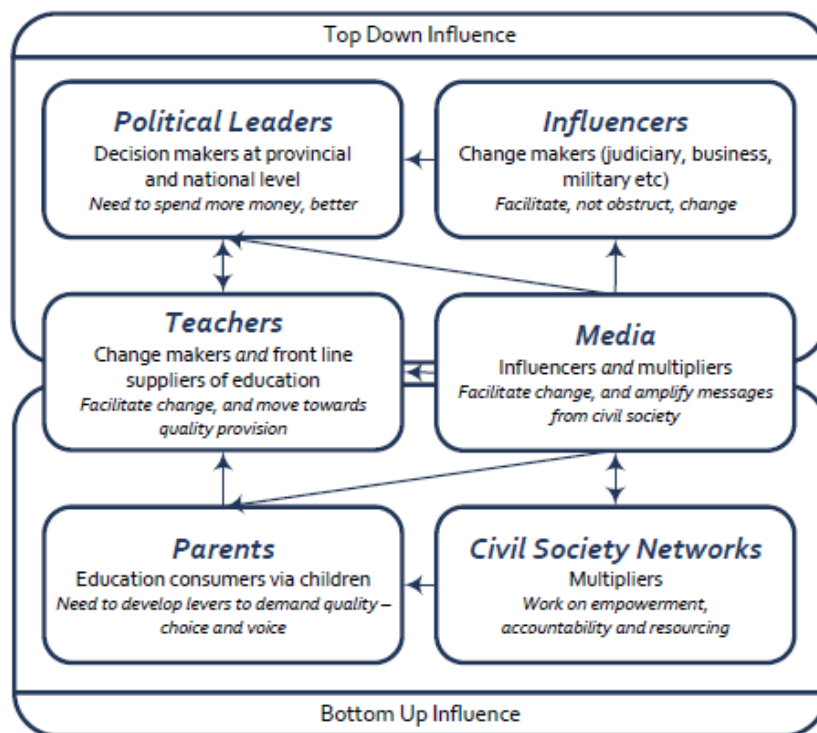 Top Down Influence
Political Leaders
Decision makers at provincial
and national level
Need to spend more money, better
Influencers
Change makers (judiciary, business,
military etc)
Facilitate, not obstruct, change
Teachers
Change makers and front line
suppliers of education
Facilitate change, and move towards
quality provision
Media
Influencers and multipliers
Facilitate change, and amplify messages
from civil society
Parents
Education consumers via children
Need to develop levers to demand quality –
choice and voice
Civil Society Networks
Multipliers
Work on empowerment,
accountability and resourcing
Bottom Up Influence